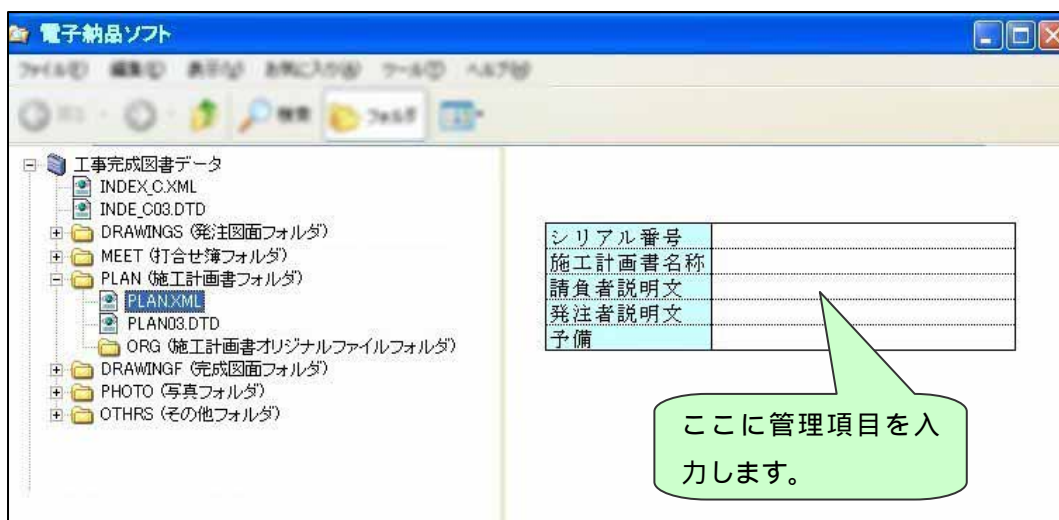 電子納品ソフト
検索
フォルダ
工事完成図書データ
INDEX_C.XML
INDE_C03.DTD
DRAWINGS (発注図面フォルダ)
MEET (打合せ簿フォルダ)
PLAN (施工計画書フォルダ)
PLAN.XML
PLAN03.DTD
ORG (施工計画書オリジナルファイルフォルダ)
DRAWINGF (完成図面フォルダ)
PHOTO (写真フォルダ)
OTHRS (その他フォルダ)
シリアル番号
施工計画書名称
請負者説明文
発注者説明文
予備
ここに管理項目を入
力します。